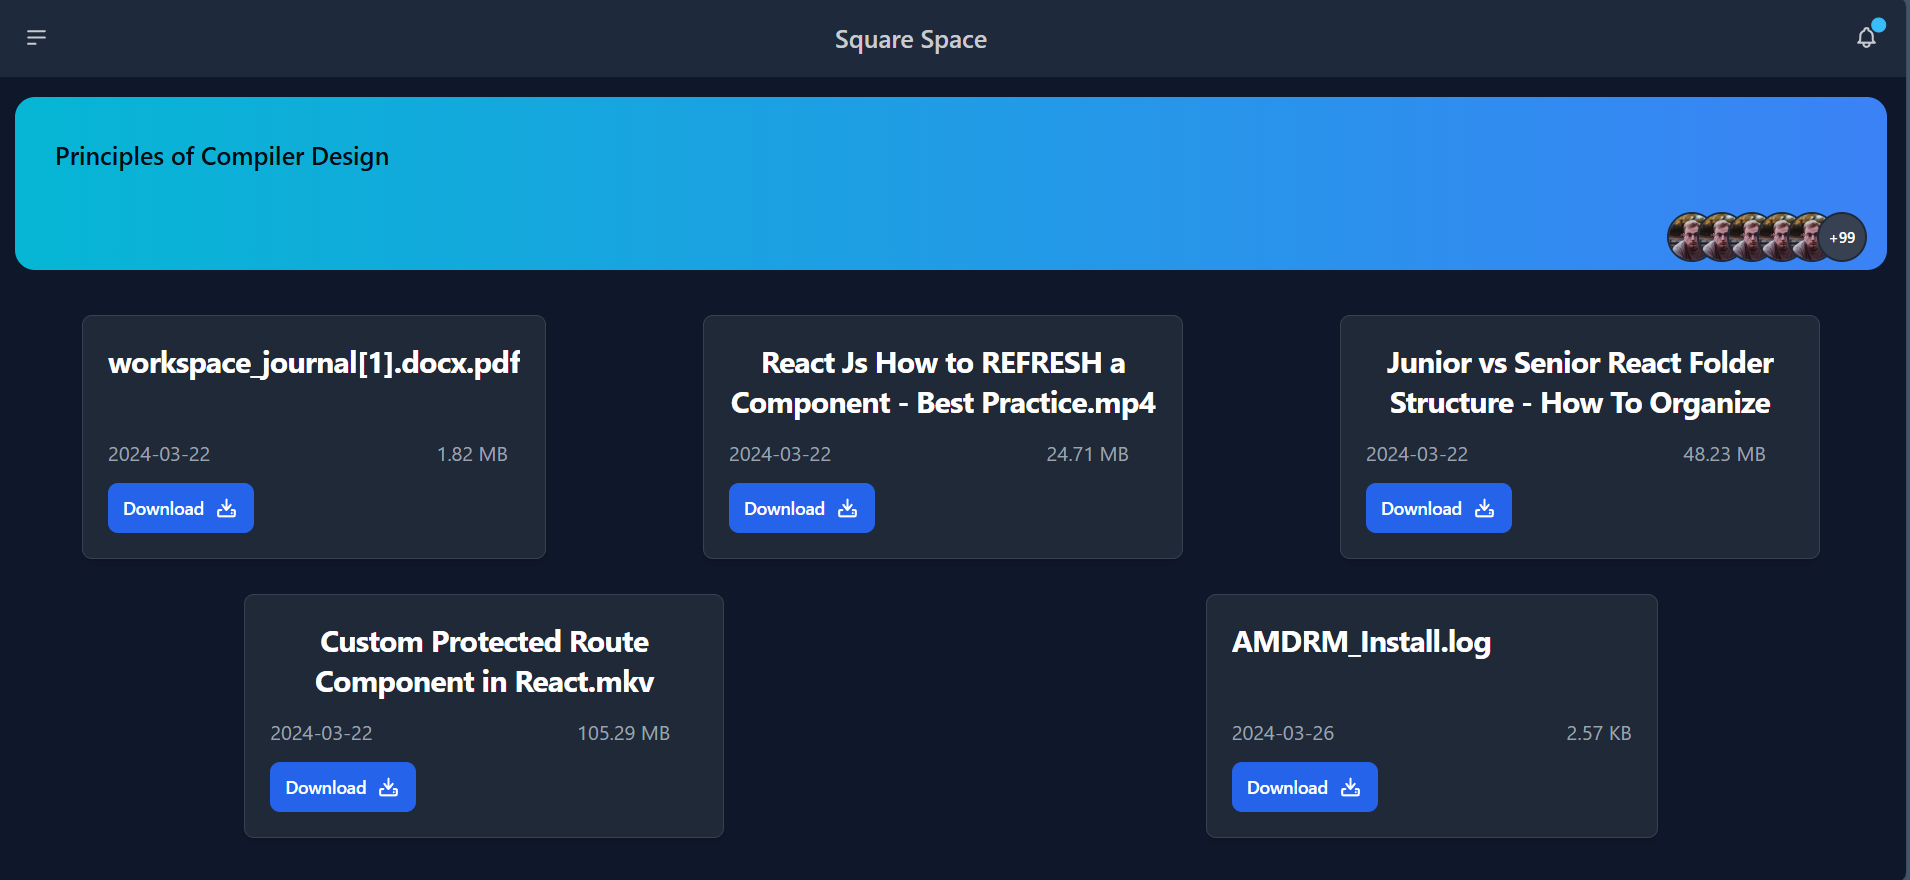 Square Space
Principles of Compiler Design
+99
workspace_journal[1].docx.pdf
2024-03-22 1.82 MB
Download
React Js How to REFRESH a
Component - Best Practice.mp4
2024-03-22 24.71 MB
Download
Junior vs Senior React Folder
Structure - How To Organize
2024-03-22 48.23 MB
Download
Custom Protected Route
Component in React.mkv
2024-03-22 105.29 MB
Download
AMDRM_Install.log
2024-03-26 2.57 KB
Download